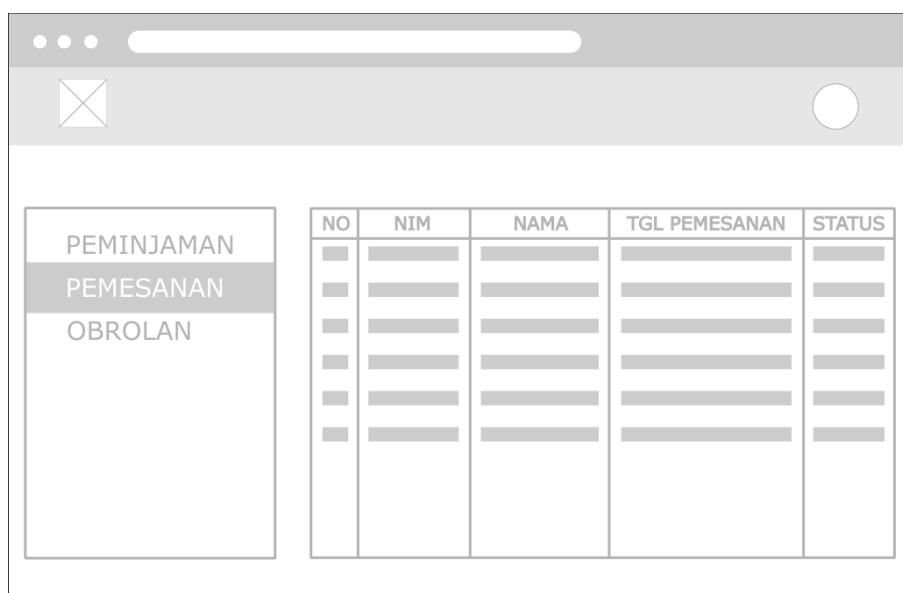 PEMINJAMAN
PEMESANAN
OBROLAN
NO NIM NAMA TGL PEMESANAN STATUS